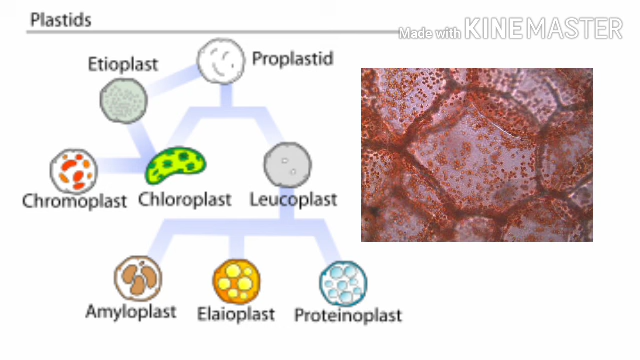 Plastids
Made with KINEMASTER
Etioplast
Proplastid
Chromoplast
Chloroplast
Leucoplast
Amyloplast
Elaioplast
Proteinoplast